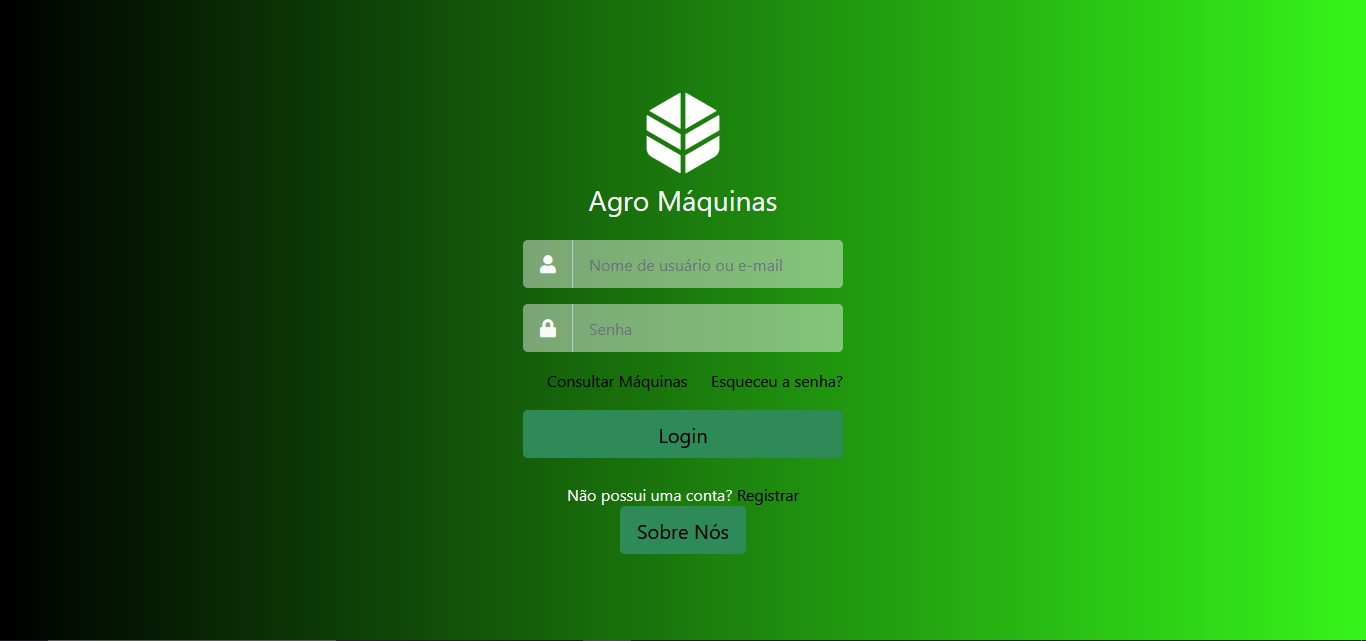 Agro Máquinas
Nome de usuário ou e-mail
Senha
Consultar Máquinas Esqueceu a senha?
Login
Não possui uma conta? Registrar
Sobre Nós